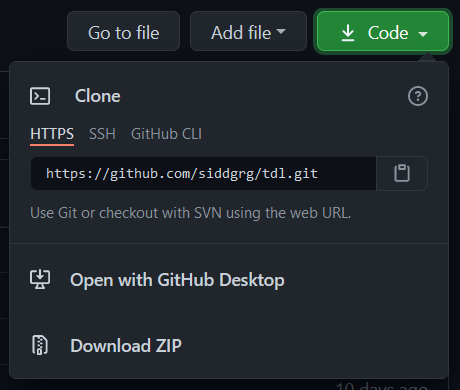 Go to file
Add file
Code
Clone
HTTPS
SSH
GitHub CLI
https://github.com/siddgrg/tdl.git
Use Git or checkout with SVN using the web URL.
Open with GitHub Desktop
Download ZIP
10 days ago